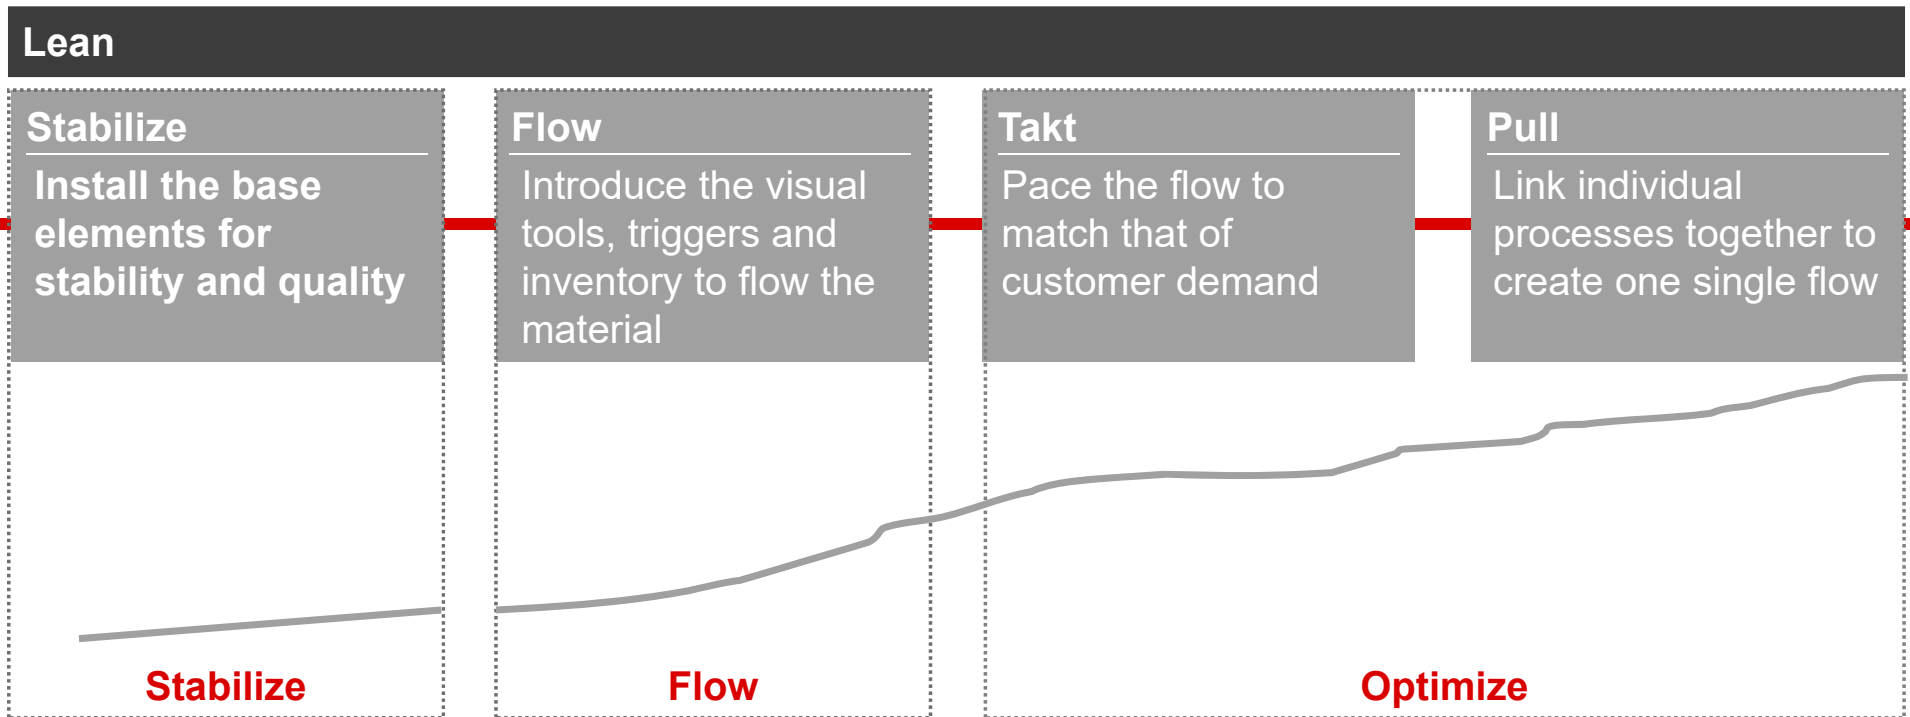 Lean
Stabilize
Install the base
elements for
stability and quality
Flow
Introduce the visual
tools, triggers and
inventory to flow the
material
Takt
Pace the flow to
match that of
customer demand
Pull
Link individual
processes together to
create one single flow
Stabilize
Flow
Optimize